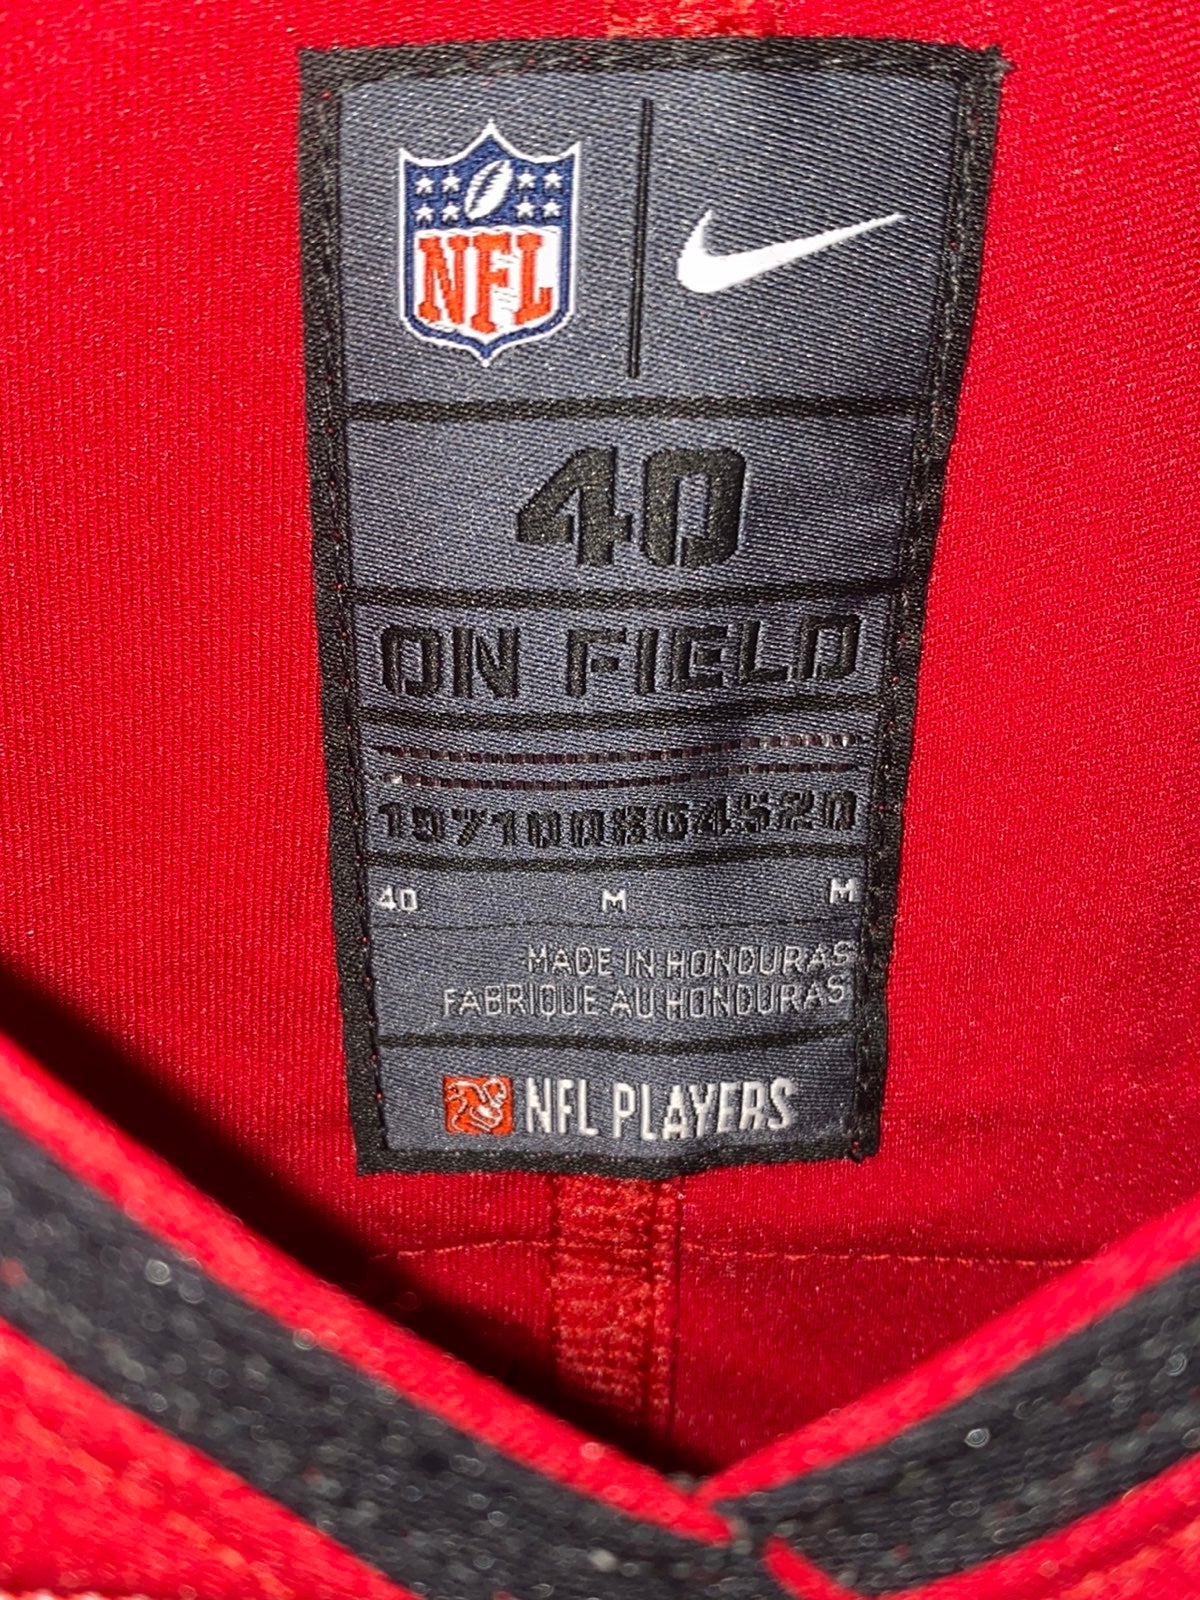 NFL
40
ON FIELD
40 M M
MADE IN HONDURAS
FABRIQUE AU HONDURAS
NFL PLAYERS